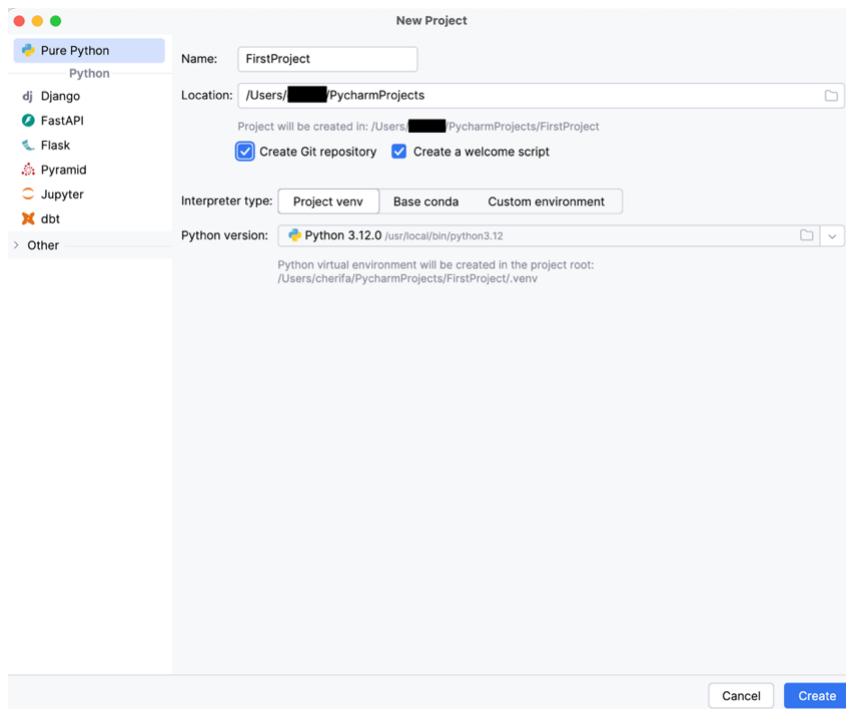 New Project
Pure Python
Python
dj Django
FastAPI
Flask
Pyramid
Jupyter
dbt
Other
Name: FirstProject
Location: /Users/ /PycharmProjects
Project will be created in: /Users/ /PycharmProjects/FirstProject
Create Git repository Create a welcome script
Interpreter type: Project venv Base conda Custom environment
Python version: Python 3.12.0 /usr/local/bin/python3.12
Python virtual environment will be created in the project root:
/Users/cherifa/PycharmProjects/FirstProject/.venv
Cancel Create